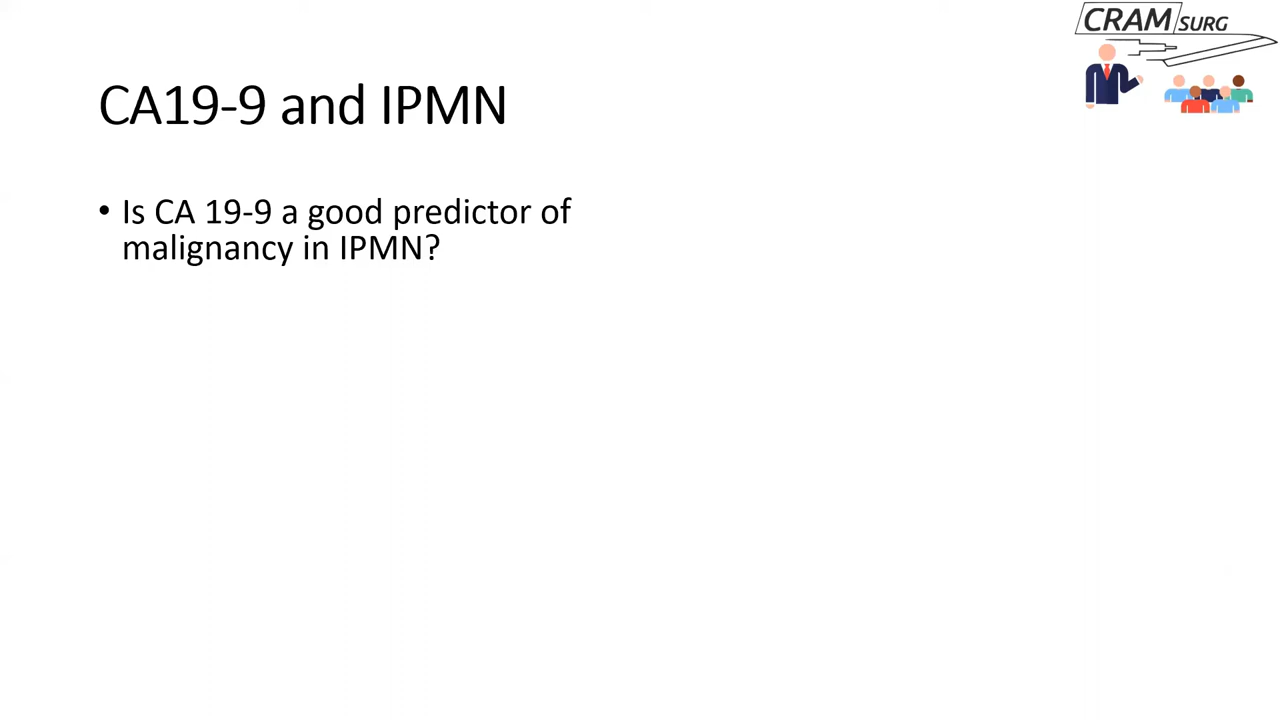 CRAM SURG
CA19-9 and IPMN
• Is CA 19-9 a good predictor of
malignancy in IPMN?